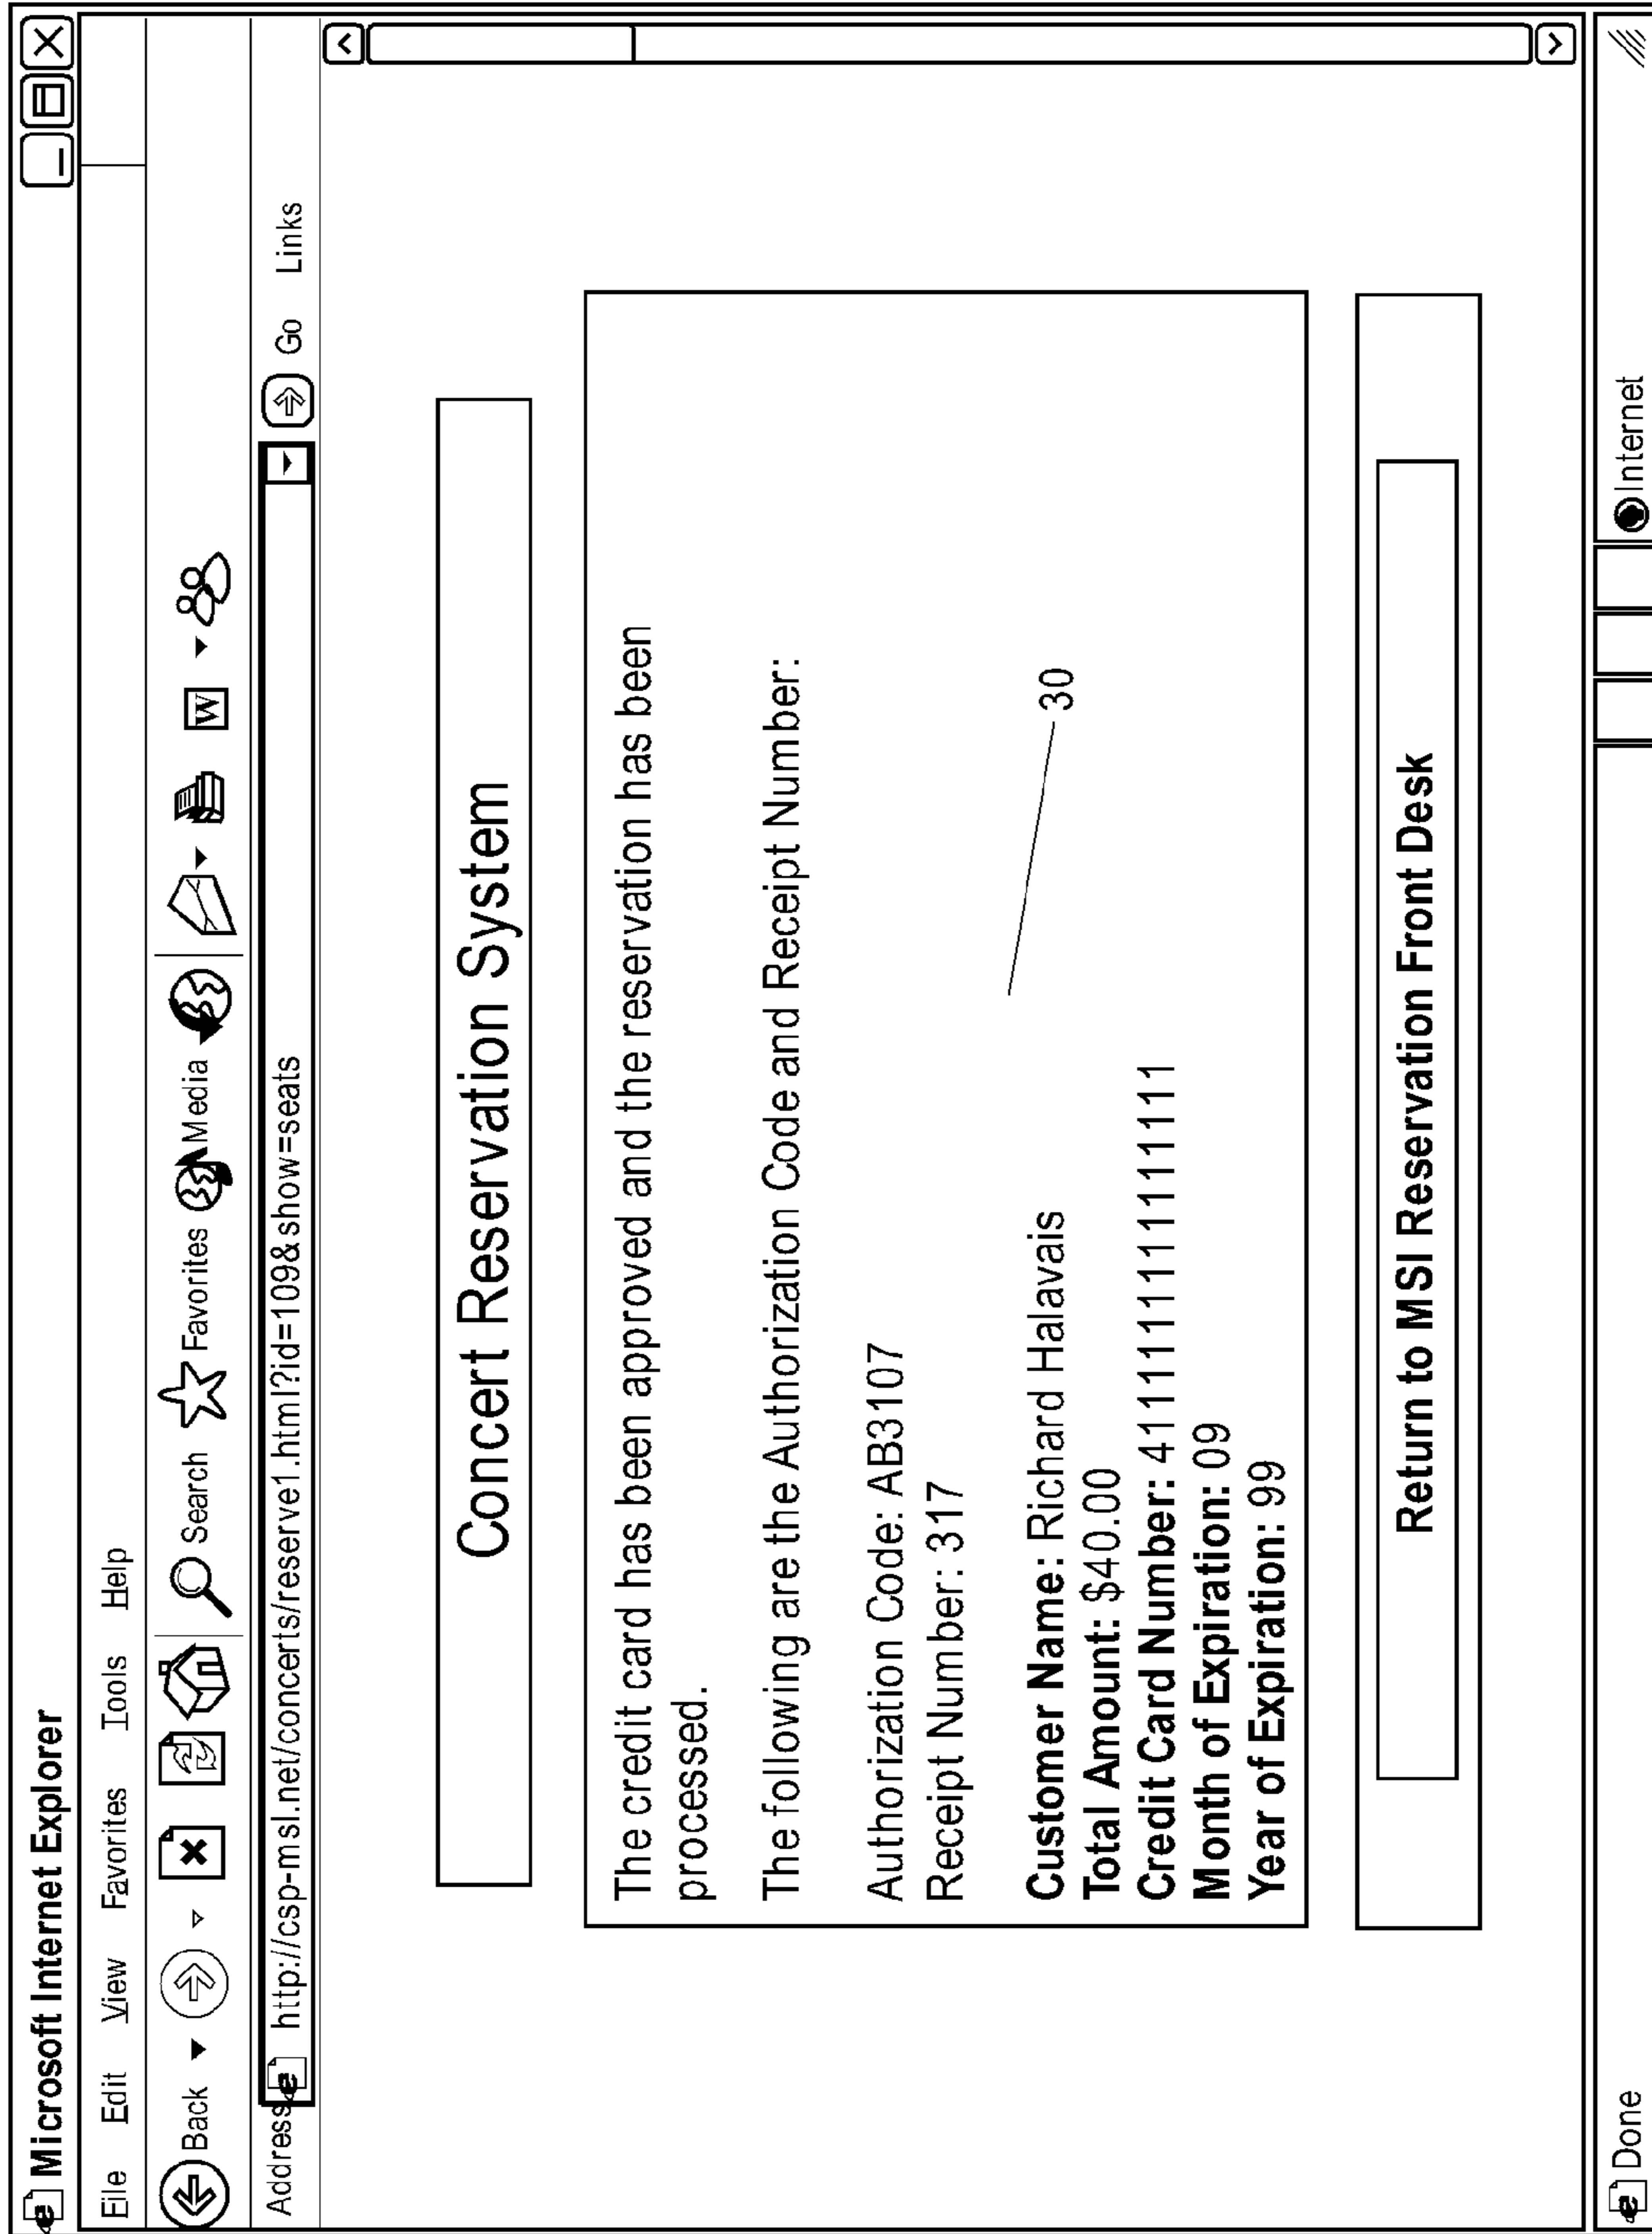 Microsoft Internet Explorer
File Edit View Favorites Tools Help
Back Search Favorites Media W
Address http://csp-msl.net/concerts/reserve1.html?id=109&show=seats Go Links
Concert Reservation System
The credit card has been approved and the reservation has been
processed.
The following are the Authorization Code and Receipt Number:
Authorization Code: AB3107
Receipt Number: 317
30
Customer Name: Richard Halavais
Total Amount: $40.00
Credit Card Number: 4111111111111111
Month of Expiration: 09
Year of Expiration: 99
Return to MSI Reservation Front Desk
Done Internet